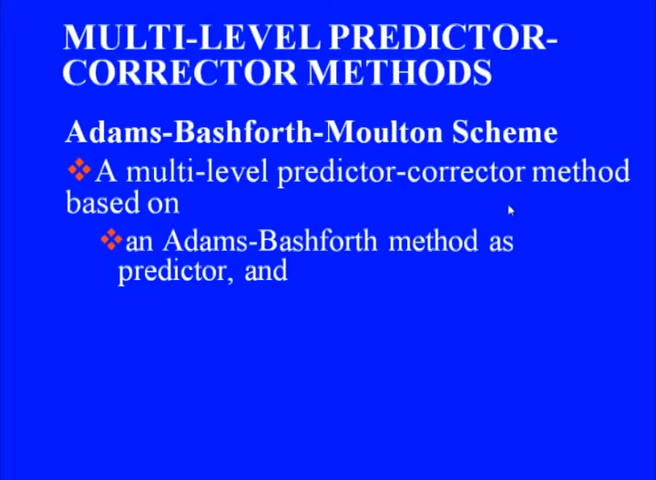 MULTI-LEVEL PREDICTOR-
CORRECTOR METHODS
Adams-Bashforth-Moulton Scheme
❖A multi-level predictor-corrector method
based on
❖an Adams-Bashforth method as
predictor, and